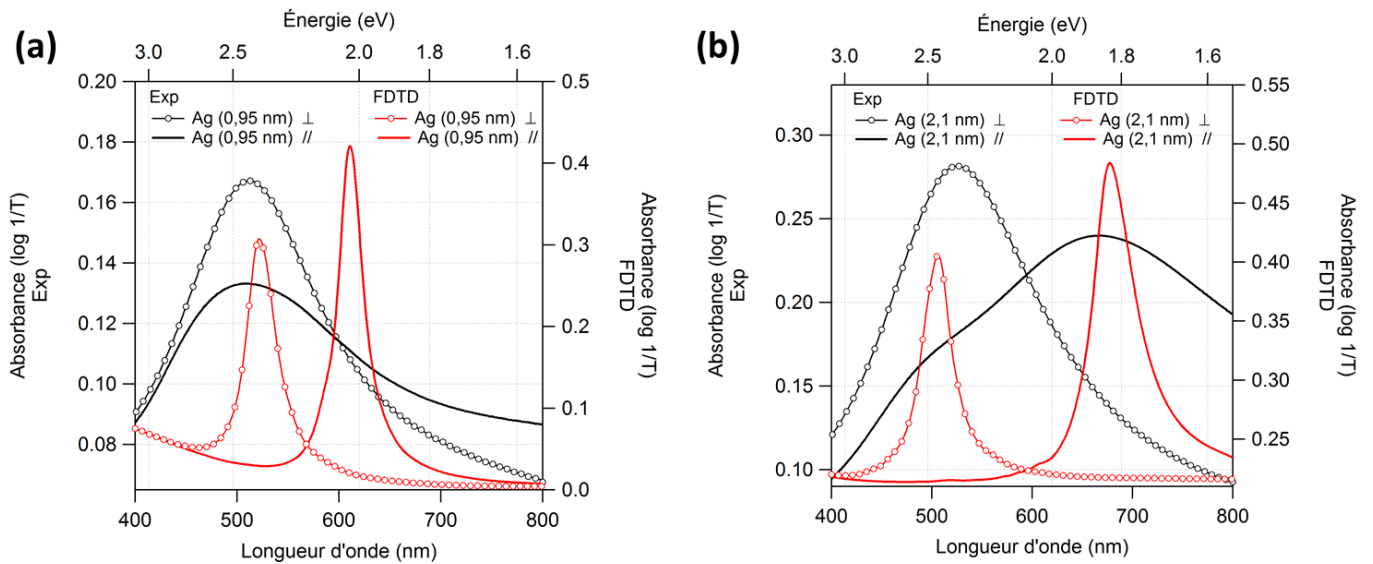 (a)
Énergie (eV)
3.0 2.5 2.0 1.8 1.6
0.20
0.18
0.16
0.14
0.12
0.10
0.08
Absorbance (log 1/T)
Exp
Exp FDTD
Ag (0,95 nm) ⊥ Ag (0,95 nm) ⊥
Ag (0,95 nm) // Ag (0,95 nm) //
0.5
0.4
0.3
0.2
0.1
0.0
Absorbance (log 1/T)
FDTD
400 500 600 700 800
Longueur d'onde (nm)
(b)
Énergie (eV)
3.0 2.5 2.0 1.8 1.6
0.30
0.25
0.20
0.15
0.10
Absorbance (log 1/T)
Exp
Exp FDTD
Ag (2,1 nm) ⊥ Ag (2,1 nm) ⊥
Ag (2,1 nm) // Ag (2,1 nm) //
0.55
0.50
0.45
0.40
0.35
0.30
0.25
Absorbance (log 1/T)
FDTD
400 500 600 700 800
Longueur d'onde (nm)